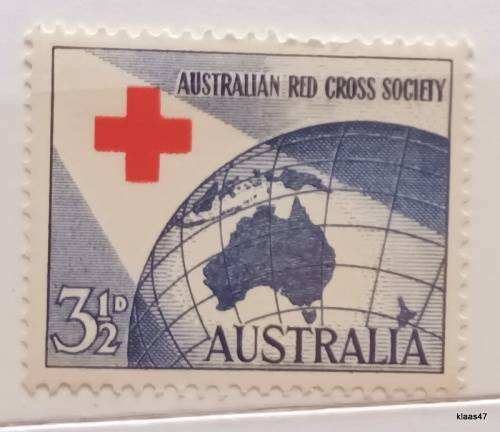 AUSTRALIAN RED CROSS SOCIETY
3½D
AUSTRALIA
klaas47